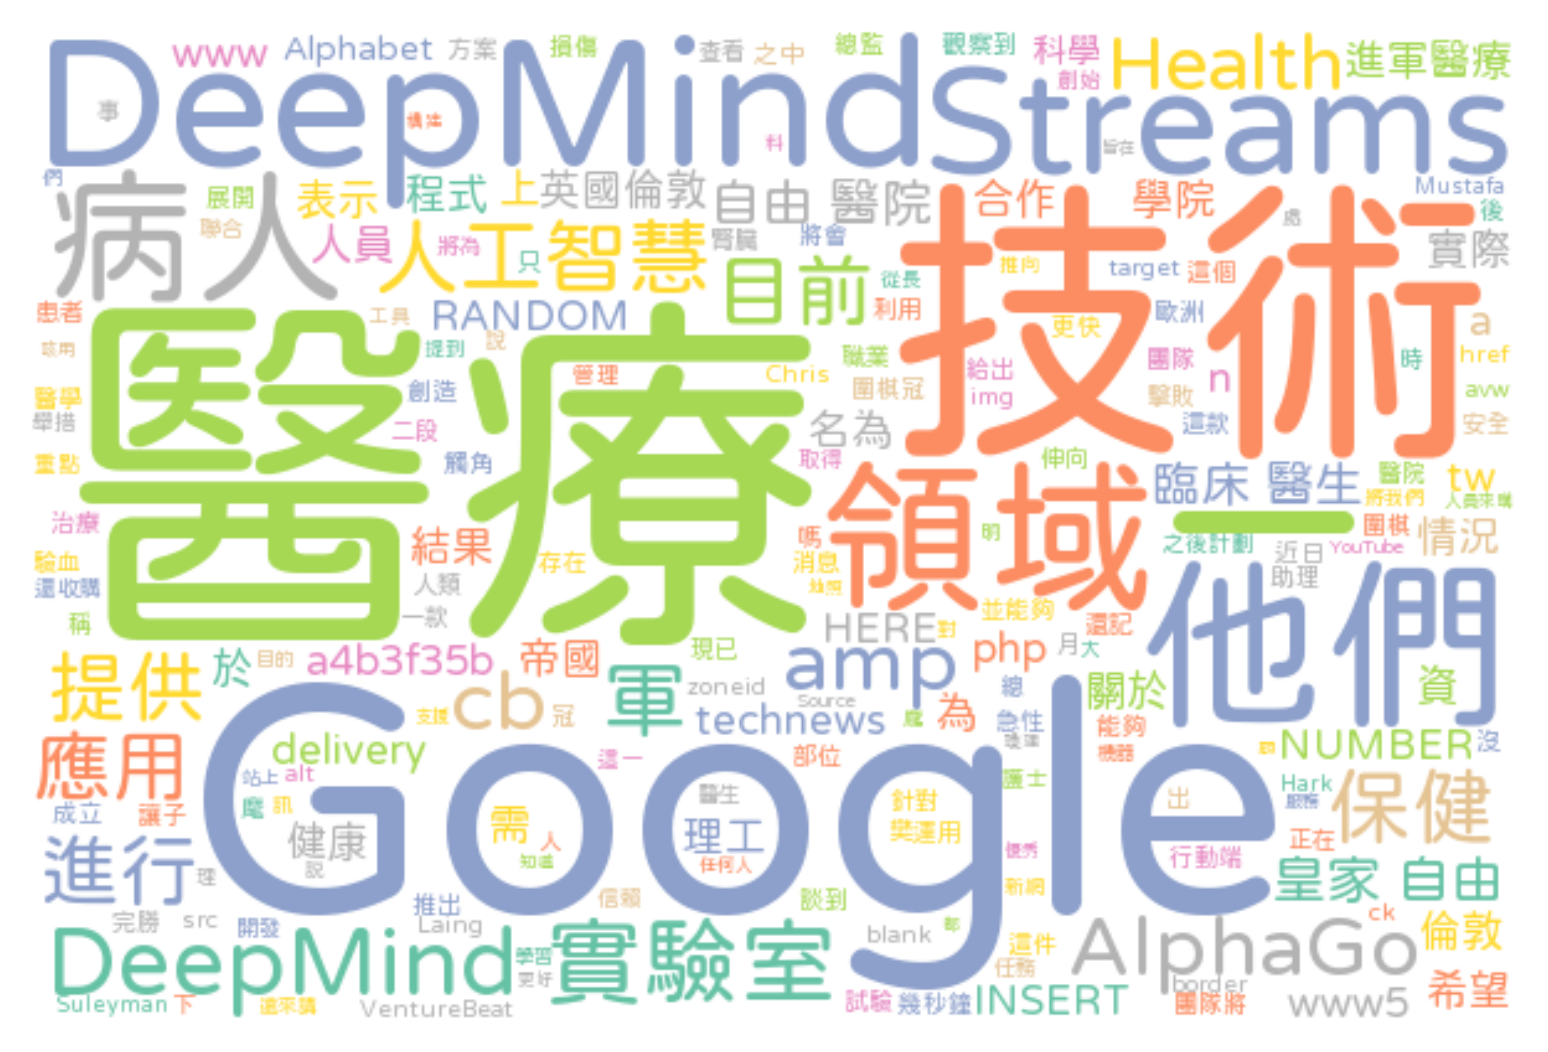 DeepMind Streams
www Alphabet 方案 損傷 查看 之中 總監 觀察到 科學 創始 Health 進軍醫療
事 構建 料 旨在
們 病人 展開 聯合 表示 程式 上 英國倫敦 自由 醫院 合作 學院 Mustafa 後
人員 將為 人工智慧 只 腎臟 將會 目前 從長 技術 推向 target 這個 處 實際
患者 工具 RANDOM 利用 更快 歐洲 a
醫療 提到 說 職業 團隊 時 href
管理 Chris 圍棋冠 給出 img n 擊敗 avw
醫學 創造 舉措 二段 名為 這款 安全
重點 觸角 取得 領域 伸向 臨床 醫生 醫院 tw
將我們
治療 結果 嗎 明 一 圍棋 情況
驗血 存在 消息 之後計劃 近日 YouTube
還收購 人類 助理 他們
稱 一款 HERE 對 並能夠 還記
提供 於 目的 a4b3f35b 帝國 現已 amp php 月 大
cb 冠 軍 zoneid Source 總 關於 資
支援 technews 為 急性 能夠
應用 delivery Google 這一 部位 機器 NUMBER 沒
站上 alt 護士 Hark 服務
成立 讓子 魔 訊 需 醫生 針對 出 保健
進行 健康 人 理工 樊運用 優秀 行動端 正在
理 說 知道 任何人 新網 皇家 自由
完勝 src 開發 推出 Laing 信賴 談到 blank 都 這件 AlphaGo ck 倫敦
DeepMind 學習 更好 實驗室 任務 border 希望
Suleyman 下 VentureBeat 試驗 幾秒鐘 INSERT 團隊將 www5